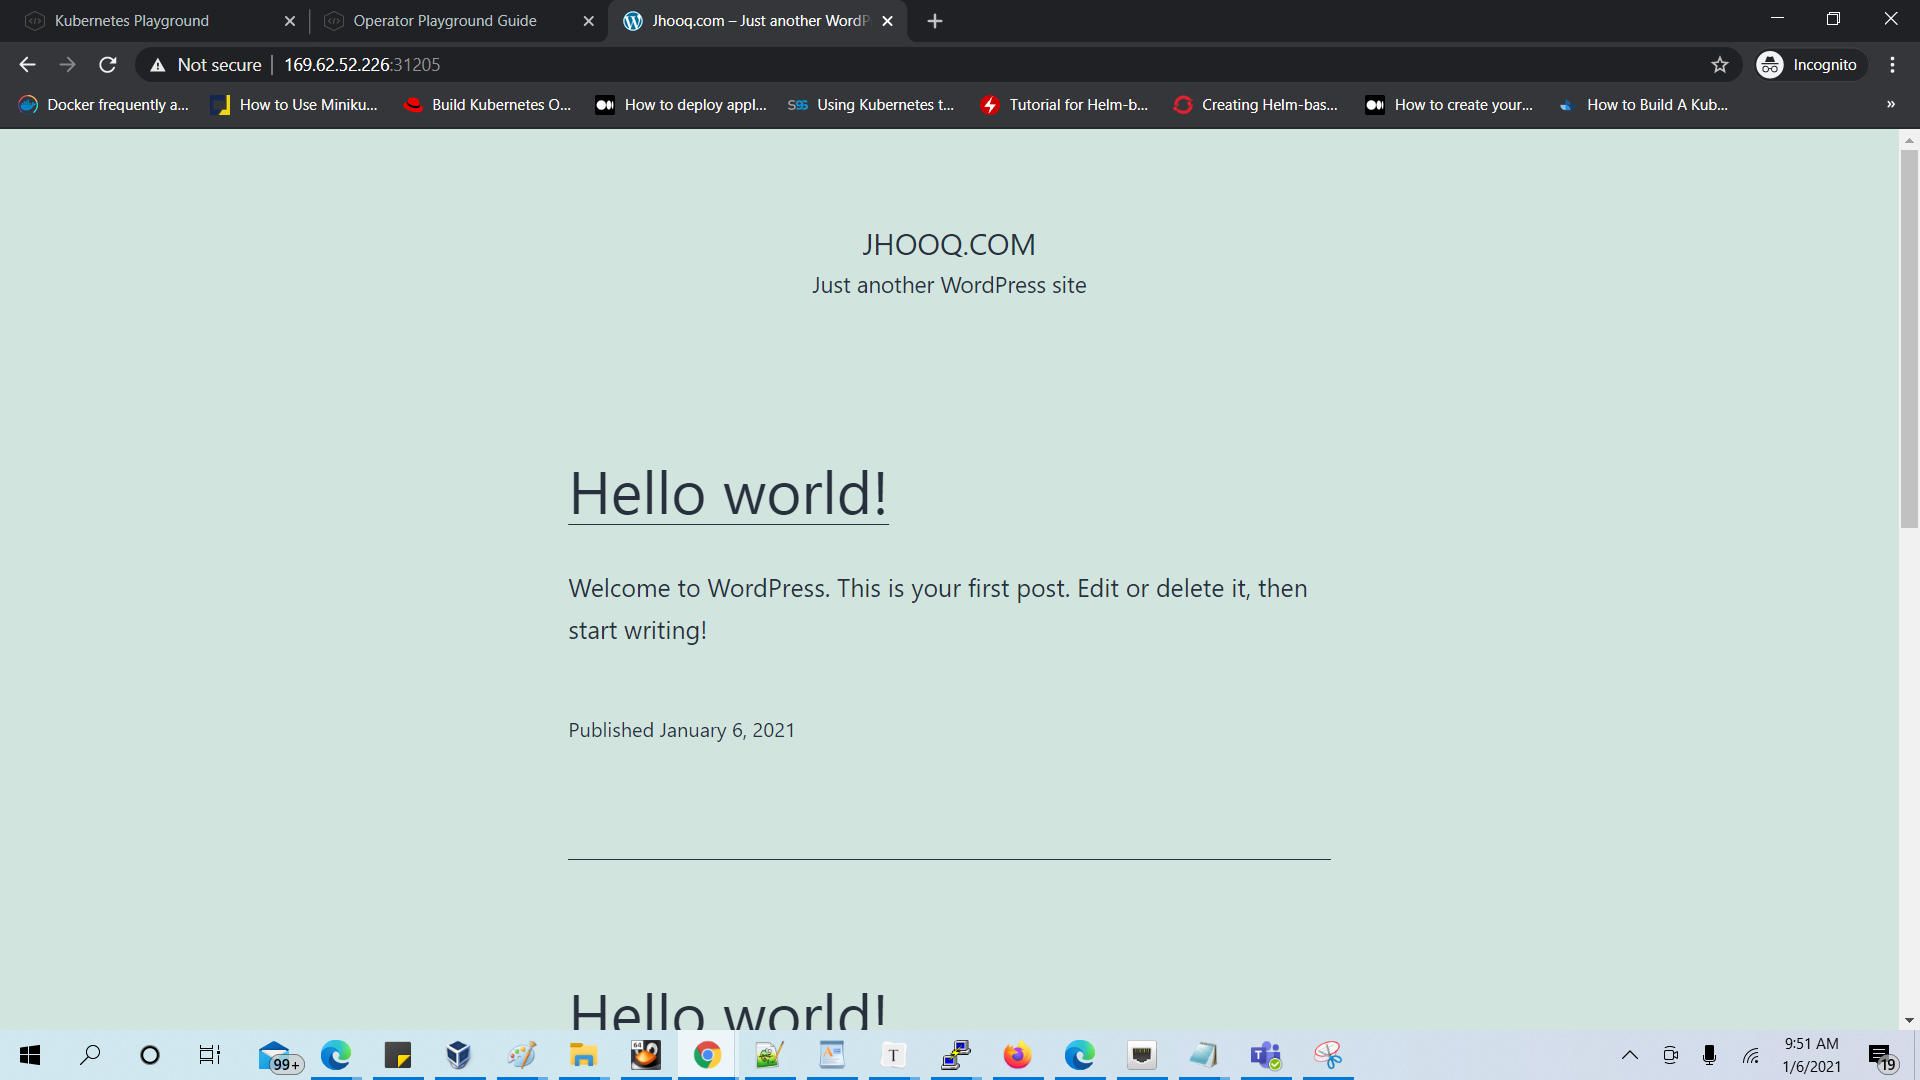 Kubernetes Playground
Operator Playground Guide
Jhooq.com – Just another WordP
Not secure
169.62.52.226:31205
Incognito
Docker frequently a...
How to Use Miniku...
Build Kubernetes O...
How to deploy appl...
S95
Using Kubernetes t...
Tutorial for Helm-b...
Creating Helm-bas...
How to create your...
How to Build A Kub...
»
JHOOQ.COM
Just another WordPress site
Hello world!
Welcome to WordPress. This is your first post. Edit or delete it, then
start writing!
Published January 6, 2021
Hello world!
99+
64
T
T
9:51 AM
1/6/2021
19